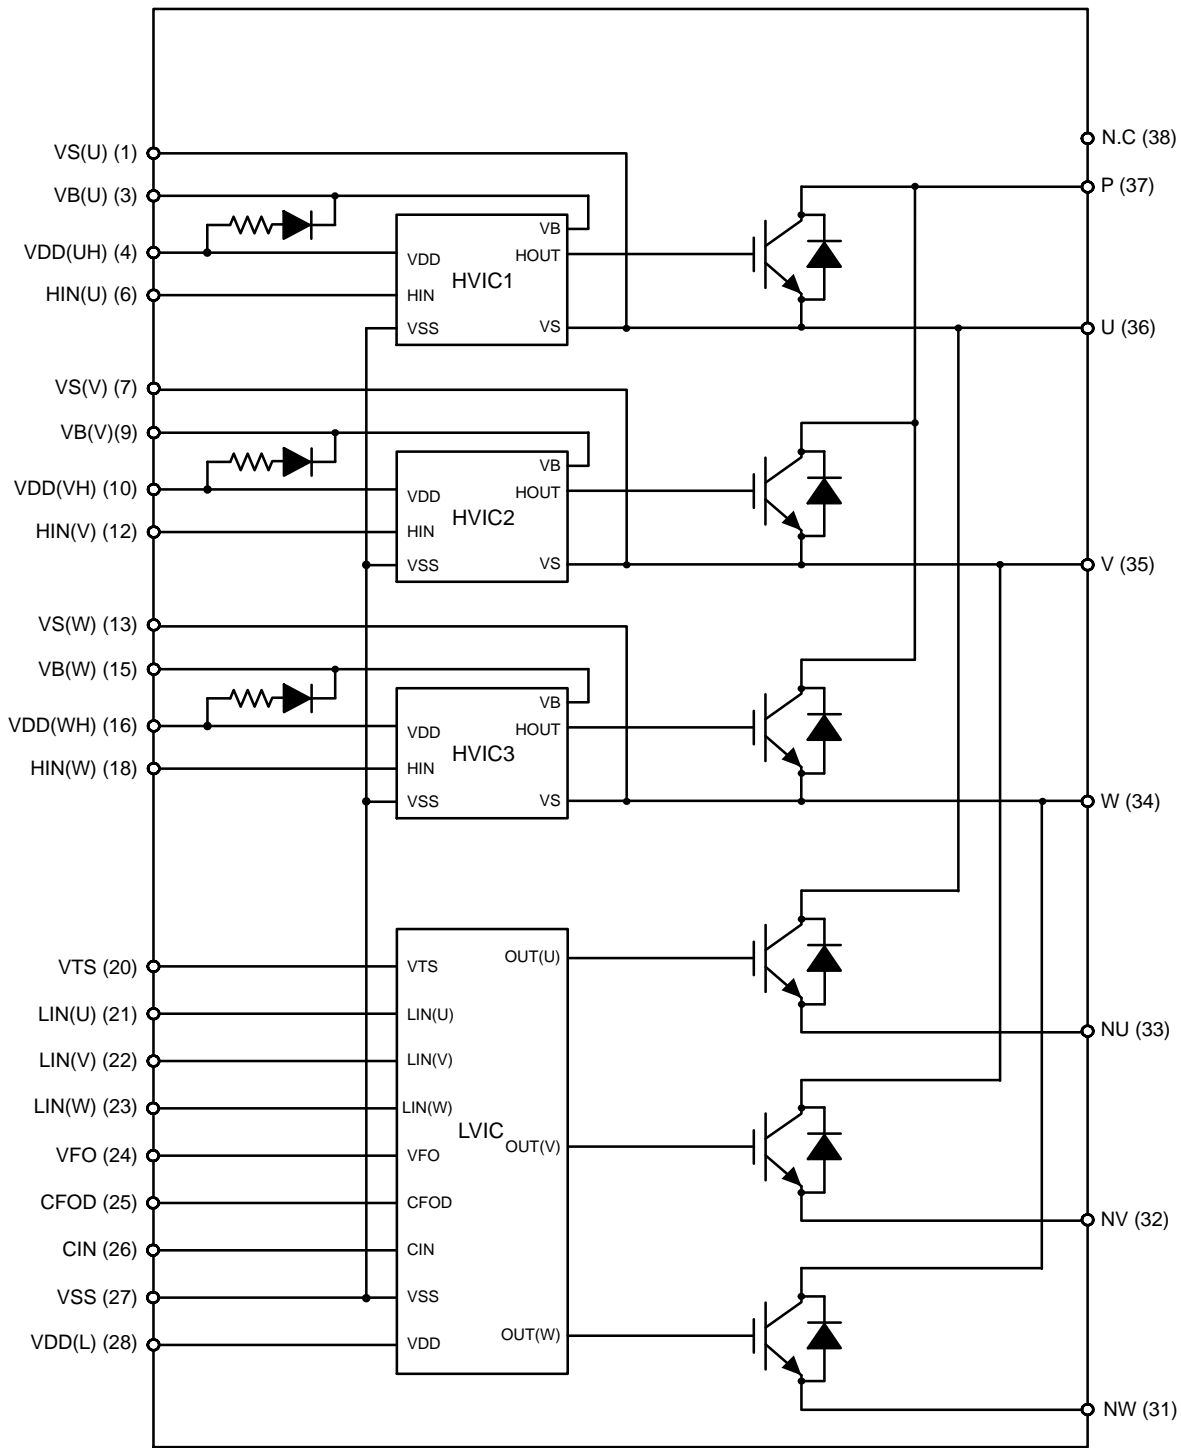 VS(U) (1)
VB(U) (3)
VDD(UH) (4)
HIN(U) (6)
VS(V) (7)
VB(V)(9)
VDD(VH) (10)
HIN(V) (12)
VS(W) (13)
VB(W) (15)
VDD(WH) (16)
HIN(W) (18)
VTS (20)
LIN(U) (21)
LIN(V) (22)
LIN(W) (23)
VFO (24)
CFOD (25)
CIN (26)
VSS (27)
VDD(L) (28)
VB
VDD
HOUT
HVIC1
HIN
VSS
VS
VB
VDD
HOUT
HVIC2
HIN
VSS
VS
VB
VDD
HOUT
HVIC3
HIN
VSS
VS
VTS
OUT(U)
LIN(U)
LIN(V)
LIN(W)
LVIC
OUT(V)
VFO
CFOD
CIN
VSS
OUT(W)
VDD
N.C (38)
P (37)
U (36)
V (35)
W (34)
NU (33)
NV (32)
NW (31)